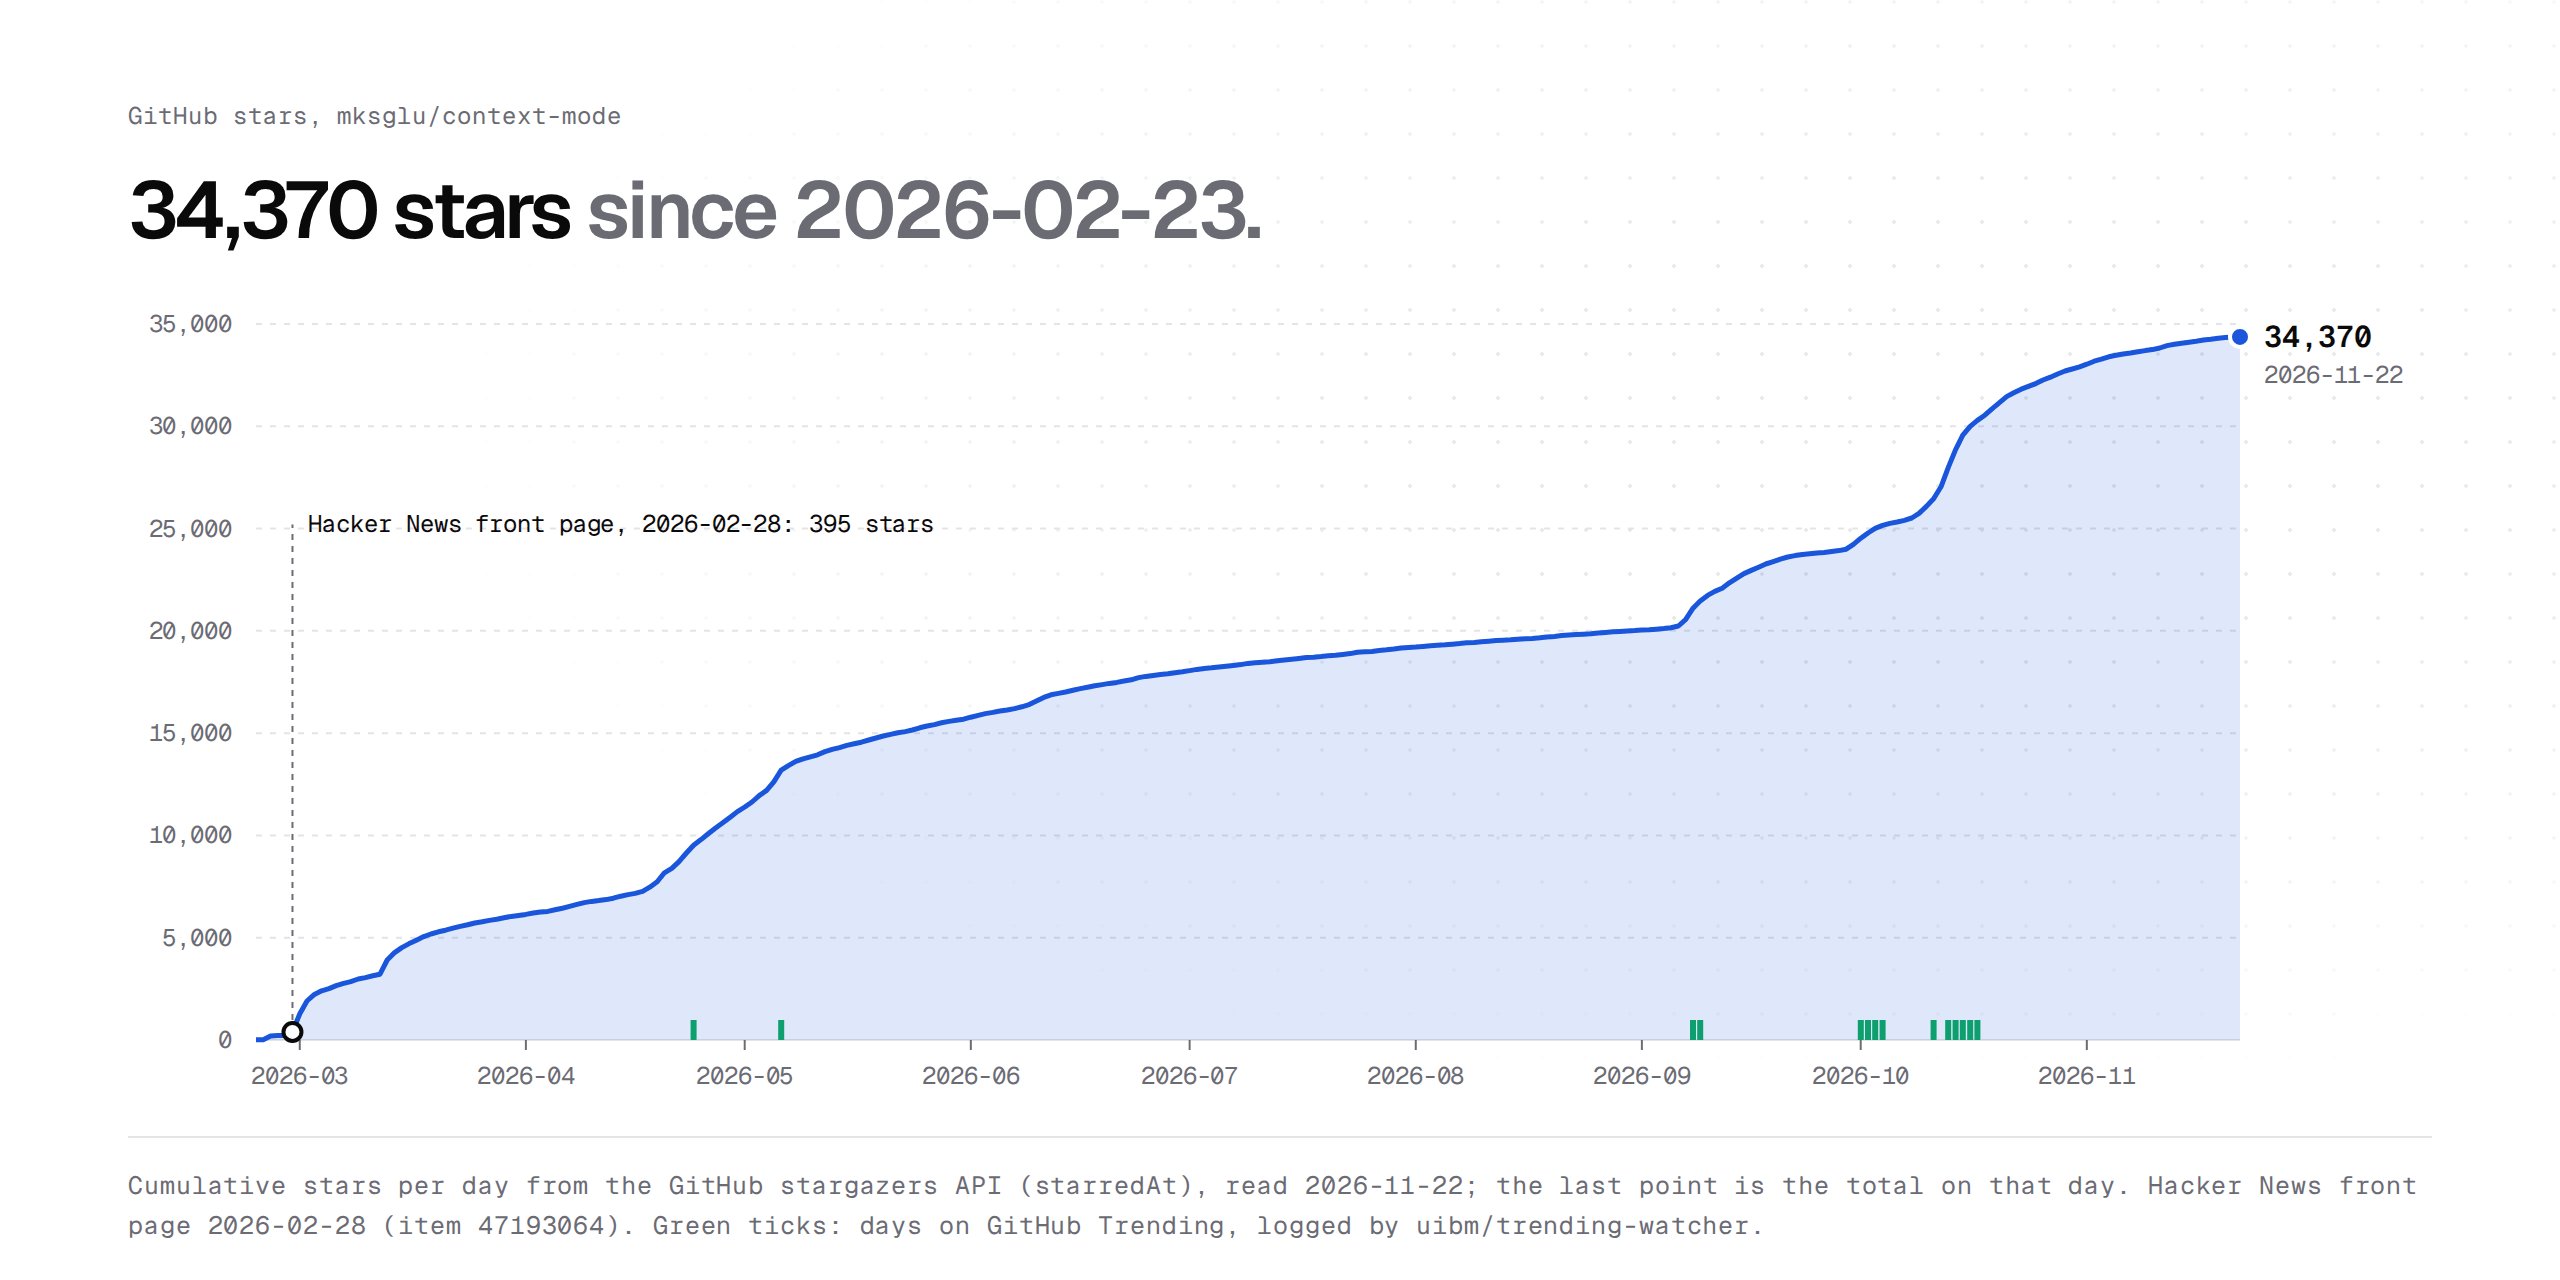 GitHub stars, mksglu/context-mode
34,370 stars since 2026-02-23.
35,000
34,370
2026-11-22
30,000
Hacker News front page, 2026-02-28: 395 stars
25,000
20,000
15,000
10,000
5,000
0
2026-03 2026-04 2026-05 2026-06 2026-07 2026-08 2026-09 2026-10 2026-11
Cumulative stars per day from the GitHub stargazers API (starredAt), read 2026-11-22; the last point is the total on that day. Hacker News front
page 2026-02-28 (item 47193064). Green ticks: days on GitHub Trending, logged by uibm/trending-watcher.